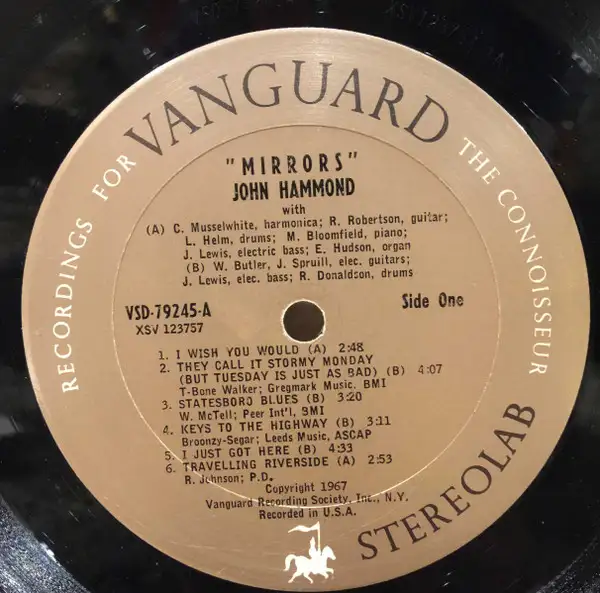 RECORDINGS FOR VANGUARD THE CONNOISSEUR
"MIRRORS"
JOHN HAMMOND
with
(A) C. Musselwhite, harmonica; R. Robertson, guitar;
L. Helm, drums; M. Bloomfield, piano;
J. Lewis, electric bass; E. Hudson, organ
(B) W. Butler, J. Spruill, elec. guitars;
J. Lewis, elec. bass; R. Donaldson, drums
VSD-79245-A
Side One
XSV 123757
1. I WISH YOU WOULD (A) 2:48
2. THEY CALL IT STORMY MONDAY
(BUT TUESDAY IS JUST AS BAD) (B) 4:07
T-Bone Walker; Gregmark Music. BMI
3. STATESBORO BLUES (B) 3:20
W. McTell; Peer Int'l, BMI
4. KEYS TO THE HIGHWAY (B) 3:11
Broonzy-Segar; Leeds Music, ASCAP
5. I JUST GOT HERE (B) 4:33
6. TRAVELLING RIVERSIDE (A) 2:53
R. Johnson; P.D.
Copyright 1967
Vanguard Recording Society, Inc., N.Y.
Recorded in U.S.A.
STEREOLAB